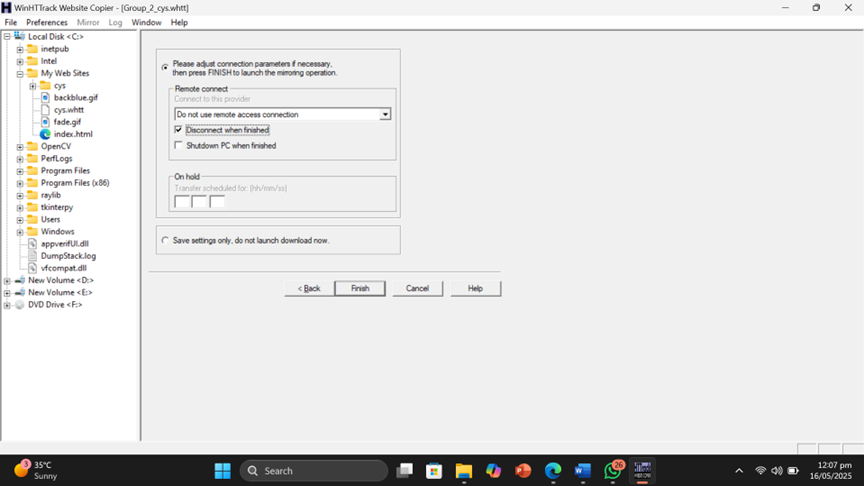 WinHTTrack Website Copier - [Group_2_cys.whtt]
File Preferences Mirror Log Window Help
Local Disk <C:>
inetpub
Intel
My Web Sites
cys
backblue.gif
cys.whtt
fade.gif
index.html
OpenCV
PerfLogs
Program Files
Program Files (x86)
raylib
tkinterpy
Users
Windows
appverifUI.dll
DumpStack.log
vfcompat.dll
New Volume <D:>
New Volume <E:>
DVD Drive <F:>
Please adjust connection parameters if necessary,
then press FINISH to launch the mirroring operation.
Remote connect
Connect to this provider
Do not use remote access connection
Disconnect when finished
Shutdown PC when finished
On hold
Transfer scheduled for: (hh/mm/ss)
Save settings only, do not launch download now.
< Back Finish Cancel Help
3 35°C
Sunny
Search
26
12:07 pm
16/05/2025